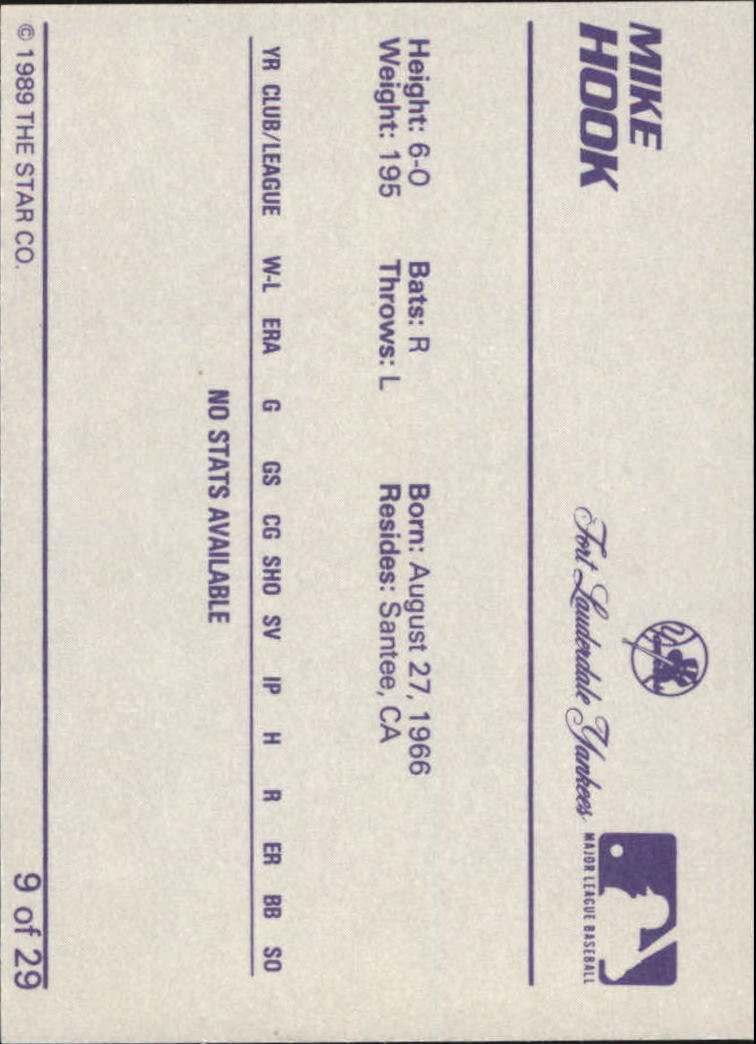 MIKE
HOOK
Fort Lauderdale Yankees
MAJOR LEAGUE BASEBALL
Height: 6-0 Bats: R Born: August 27, 1966
Weight: 195 Throws: L Resides: Santee, CA
YR CLUB/LEAGUE W-L ERA G GS CG SHO SV IP H R ER BB SO
NO STATS AVAILABLE
© 1989 THE STAR CO. 9 of 29